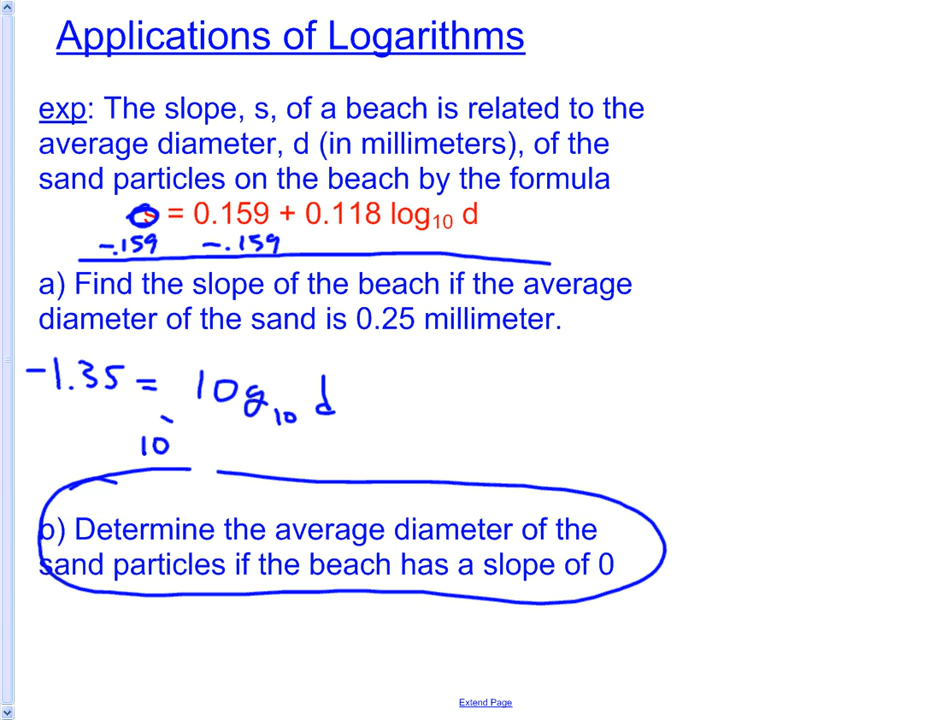 Applications of Logarithms
exp: The slope, s, of a beach is related to the
average diameter, d (in millimeters), of the
sand particles on the beach by the formula
s = 0.159 + 0.118 log₁₀ d
-.159 -.159
a) Find the slope of the beach if the average
diameter of the sand is 0.25 millimeter.
-1.35 = log₁₀ d
10
b) Determine the average diameter of the
sand particles if the beach has a slope of 0
Extend Page